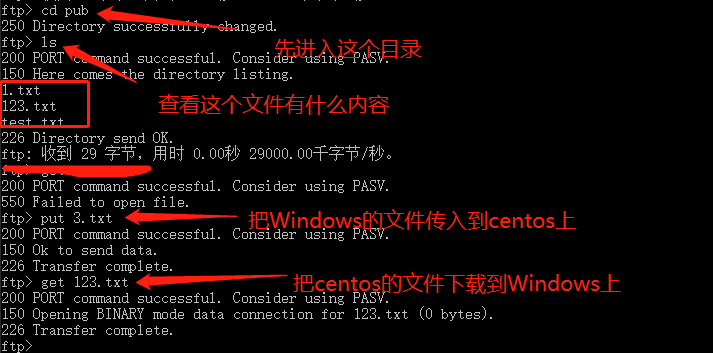 ftp> cd pub
250 Directory successfully changed.
先进入这个目录
ftp> ls
200 PORT command successful. Consider using PASV.
150 Here comes the directory listing.
查看这个文件有什么内容
1.txt
123.txt
test.txt
226 Directory send OK.
ftp: 收到 29 字节，用时 0.00秒 29000.00千字节/秒。
ftp>
200 PORT command successful. Consider using PASV.
550 Failed to open file.
ftp> put 3.txt
把Windows的文件传入到centos上
200 PORT command successful. Consider using PASV.
150 Ok to send data.
226 Transfer complete.
ftp> get 123.txt
把centos的文件下载到Windows上
200 PORT command successful. Consider using PASV.
150 Opening BINARY mode data connection for 123.txt (0 bytes).
226 Transfer complete.
ftp>